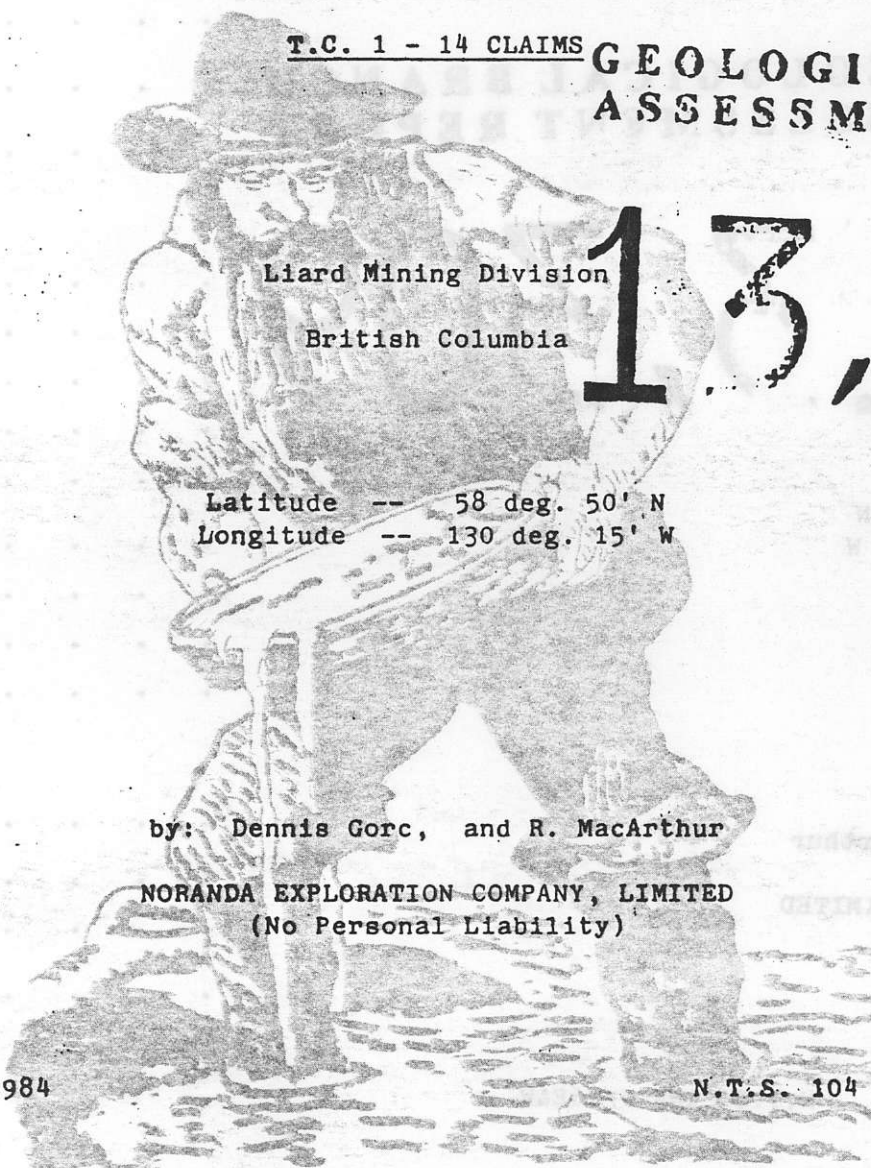 T.C. 1 - 14 CLAIMS
GEOLOGI
ASSESSM
13,
Liard Mining Division
British Columbia
Latitude -- 58 deg. 50' N
Longitude -- 130 deg. 15' W
by: Dennis Gorc, and R. MacArthur
NORANDA EXPLORATION COMPANY, LIMITED
(No Personal Liability)
984
N.T.S. 104